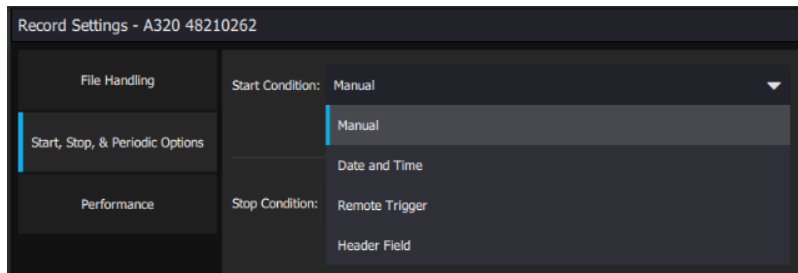 Record Settings - A320 48210262
File Handling
Start, Stop, & Periodic Options
Performance
Start Condition: Manual
Manual
Date and Time
Remote Trigger
Header Field
Stop Condition: